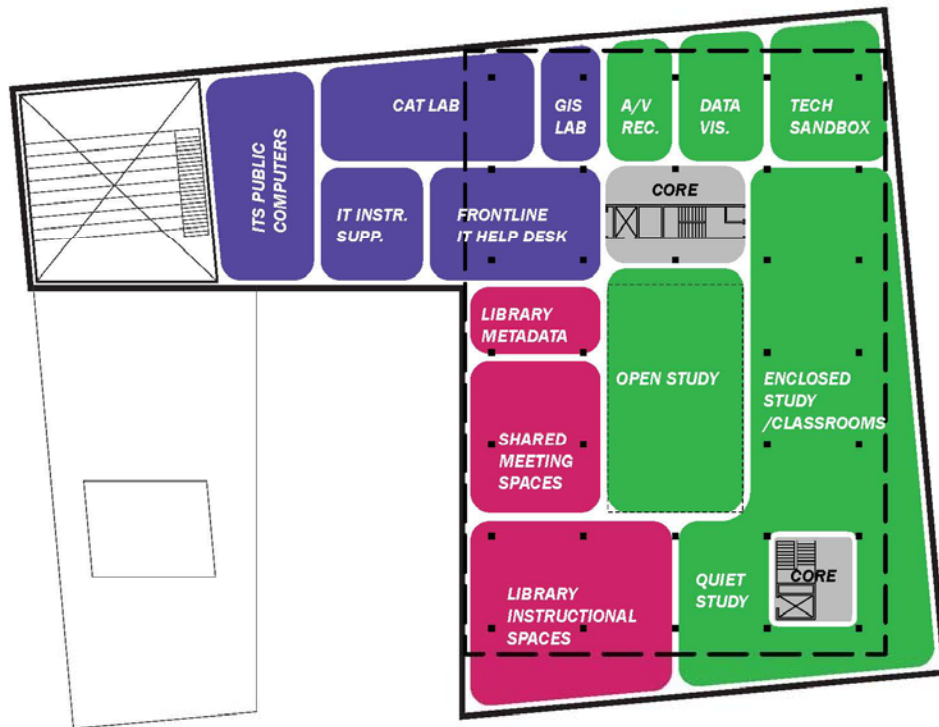 ITS PUBLIC
COMPUTERS
CAT LAB
GIS
LAB
A/V
REC.
DATA
VIS.
TECH
SANDBOX
IT INSTR.
SUPP.
FRONTLINE
IT HELP DESK
CORE
LIBRARY
METADATA
OPEN STUDY
ENCLOSED
STUDY
/CLASSROOMS
SHARED
MEETING
SPACES
LIBRARY
INSTRUCTIONAL
SPACES
QUIET
STUDY
CORE